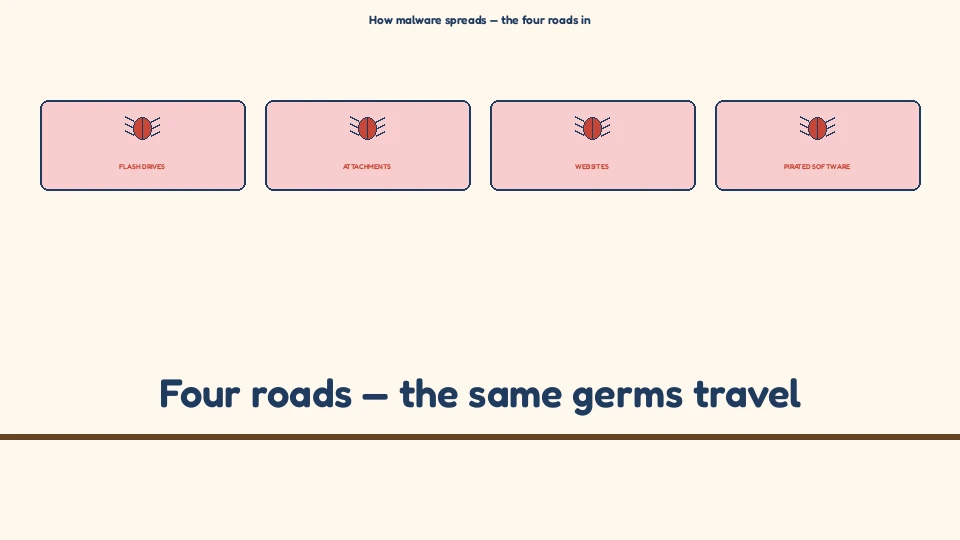 How malware spreads — the four roads in
FLASH DRIVES
ATTACHMENTS
WEBSITES
PIRATED SOFTWARE
Four roads — the same germs travel